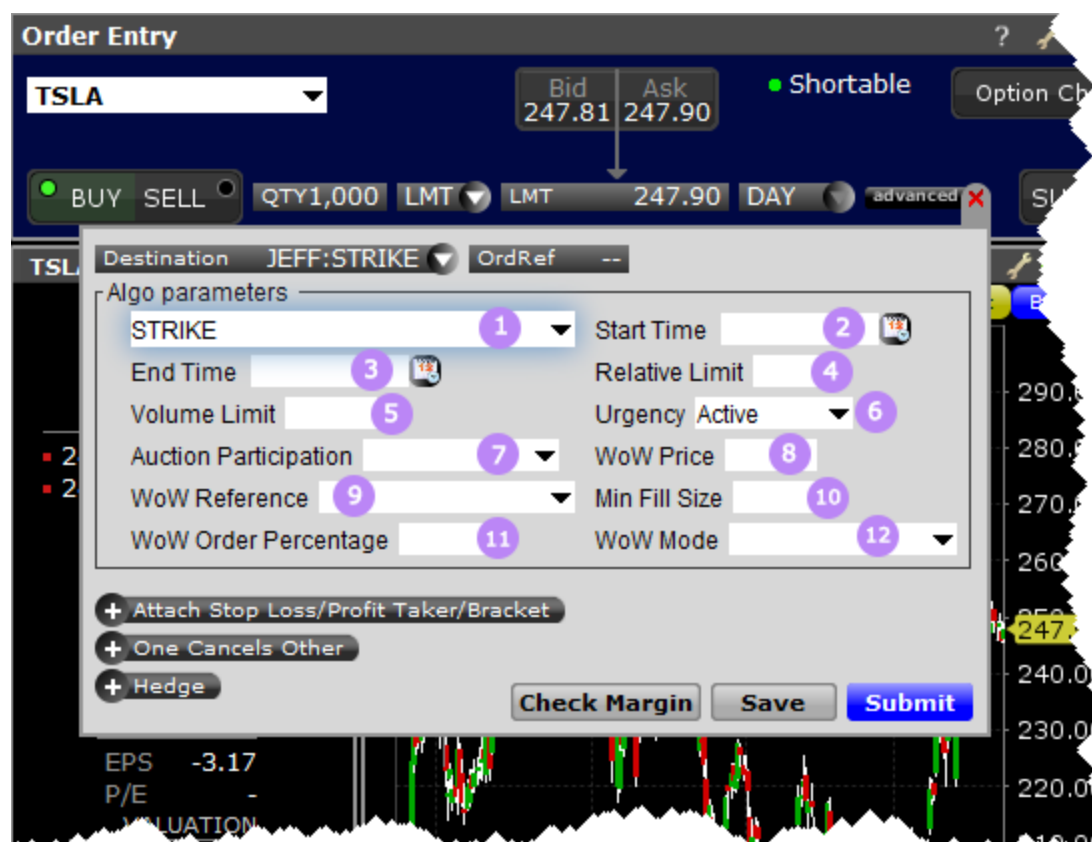 Order Entry ?
TSLA Bid Ask Shortable Option Ch
247.81 247.90
BUY SELL QTY1,000 LMT LMT 247.90 DAY advanced
Destination JEFF:STRIKE OrdRef --
TSL
Algo parameters
STRIKE 1 Start Time 2
End Time 3 Relative Limit 4
Volume Limit 5 Urgency Active 6
Auction Participation 7 WoW Price 8
WoW Reference 9 Min Fill Size 10
WoW Order Percentage 11 WoW Mode 12
290.
280.
270.
260
247.
240.0
230.0
220.0
Attach Stop Loss/Profit Taker/Bracket
One Cancels Other
Hedge
Check Margin Save Submit
EPS -3.17
P/E -
VALUATION